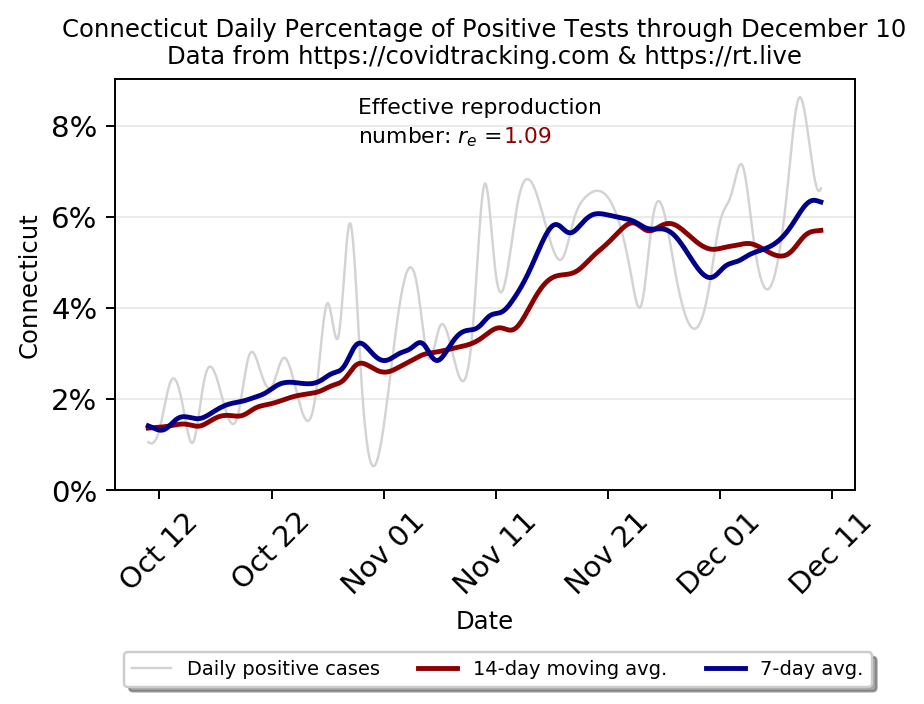 Connecticut Daily Percentage of Positive Tests through December 10
Data from https://covidtracking.com & https://rt.live
Effective reproduction
number: rₑ =1.09
8%
6%
4%
2%
0%
Connecticut
Oct 12
Oct 22
Nov 01
Nov 11
Nov 21
Dec 01
Dec 11
Date
Daily positive cases
14-day moving avg.
7-day avg.